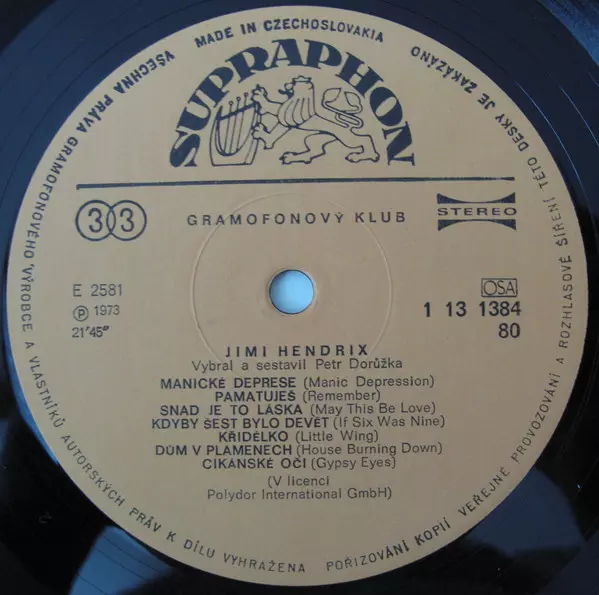 VŠECHNA PRÁVA GRAMOFONOVÉHO VÝROBCE A VLASTNÍKŮ AUTORSKÝCH PRÁV K DÍLU VYHRAŽENA
POŘIZOVÁNÍ KOPIÍ VEŘEJNÉ PROVOZOVÁNÍ A ROZHLASOVÉ ŠÍŘENÍ TÉTO DESKY JE ZAKÁZÁNO
MADE IN CZECHOSLOVAKIA
SUPRAPHON
33
GRAMOFONOVÝ KLUB
STEREO
E 2581
℗ 1973
21'45"
OSA
1 13 1384
80
JIMI HENDRIX
Vybral a sestavil Petr Dorůžka
MANICKÉ DEPRESE (Manic Depression)
PAMATUJEŠ (Remember)
SNAD JE TO LÁSKA (May This Be Love)
KDYBY ŠEST BYLO DEVĚT (If Six Was Nine)
KŘIDÉLKO (Little Wing)
DŮM V PLAMENECH (House Burning Down)
CIKÁNSKÉ OČI (Gypsy Eyes)
(V licenci
Polydor International GmbH)